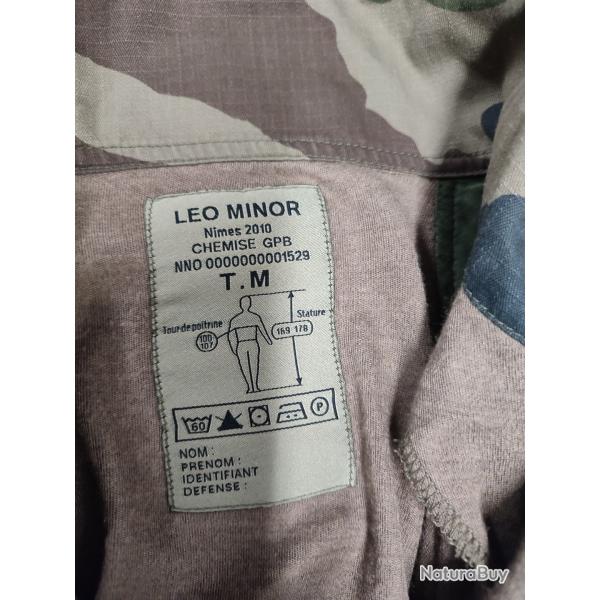 LEO MINOR
Nimes 2010
CHEMISE GPB
NNO 0000000001529
T.M
Stature
Tour de poitrine
100
107
169 178
60
P
NOM :
PRENOM :
IDENTIFIANT
DEFENSE :
NaturaBuy